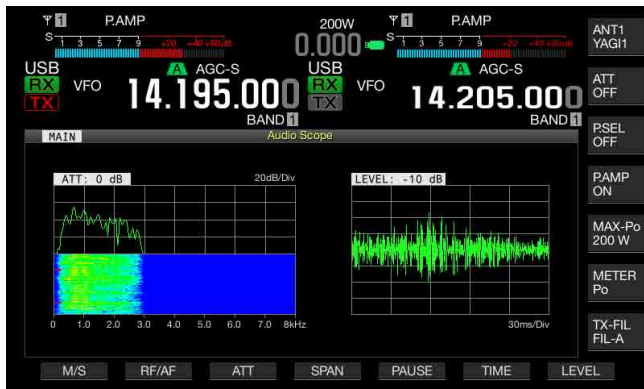 1 P.AMP 200W 1 P.AMP ANT1
YAGI1
S 1 3 5 7 9 +20 +40 +60dB 0.000 S 1 3 5 7 9 +20 +40 +60dB
USB A AGC-S USB A AGC-S
RX VFO 14.195.000 RX VFO 14.205.000
TX TX
BAND 1 BAND 1
ATT
OFF
MAIN Audio Scope
P.SEL
OFF
ATT: 0 dB 20dB/Div LEVEL: -10 dB
P.AMP
ON
MAX-Po
200 W
METER
Po
0 1.0 2.0 3.0 4.0 5.0 6.0 7.0 8kHz 30ms/Div
TX-FIL
FIL-A
M/S RF/AF ATT SPAN PAUSE TIME LEVEL